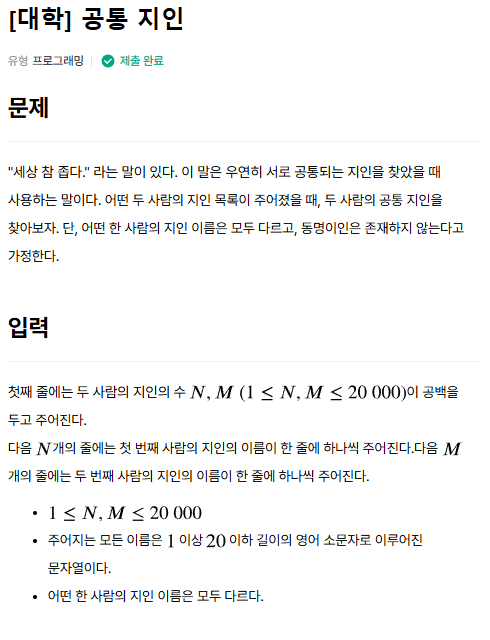 [대학] 공통 지인
유형 프로그래밍 제출 완료
문제
"세상 참 좁다." 라는 말이 있다. 이 말은 우연히 서로 공통되는 지인을 찾았을 때
사용하는 말이다. 어떤 두 사람의 지인 목록이 주어졌을 때, 두 사람의 공통 지인을
찾아보자. 단, 어떤 한 사람의 지인 이름은 모두 다르고, 동명이인은 존재하지 않는다고
가정한다.
입력
첫째 줄에는 두 사람의 지인의 수 N, M (1 ≤ N, M ≤ 20 000)이 공백을
두고 주어진다.
다음 N개의 줄에는 첫 번째 사람의 지인의 이름이 한 줄에 하나씩 주어진다.다음 M
개의 줄에는 두 번째 사람의 지인의 이름이 한 줄에 하나씩 주어진다.
• 1 ≤ N, M ≤ 20 000
• 주어지는 모든 이름은 1 이상 20 이하 길이의 영어 소문자로 이루어진
문자열이다.
• 어떤 한 사람의 지인 이름은 모두 다르다.